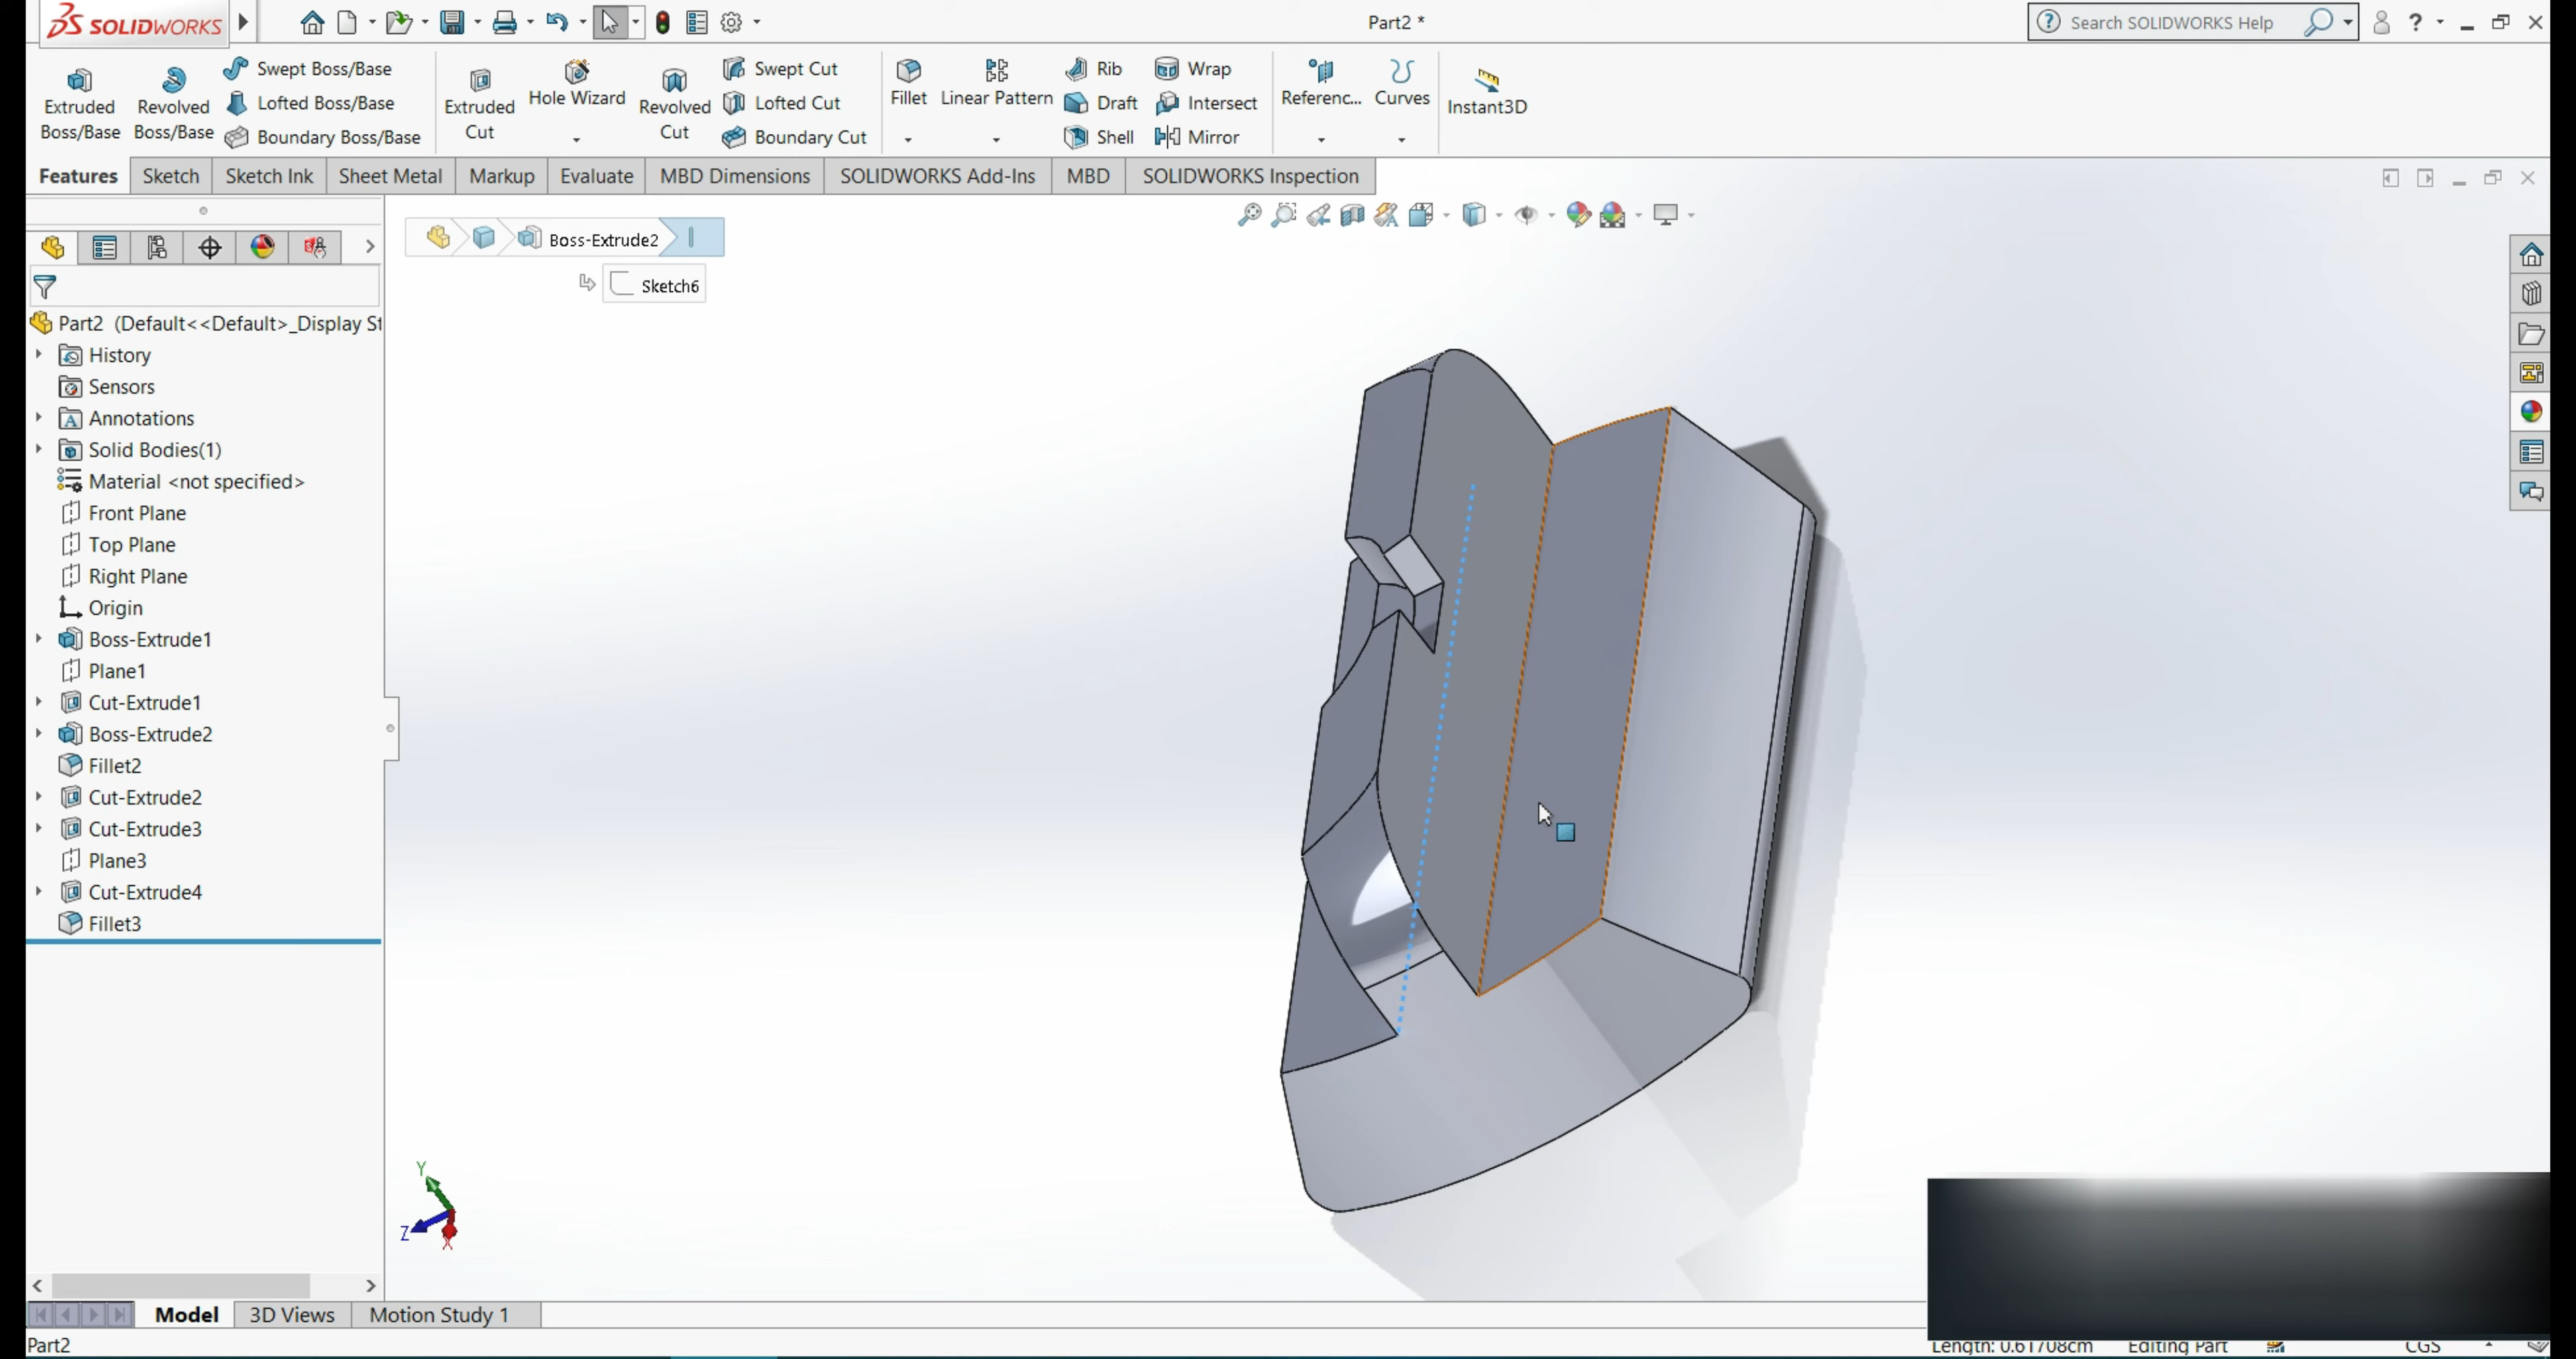 SOLIDWORKS
Part2 *
Search SOLIDWORKS Help
?
Extruded Boss/Base
Revolved Boss/Base
Swept Boss/Base
Lofted Boss/Base
Boundary Boss/Base
Extruded Cut
Hole Wizard
Revolved Cut
Swept Cut
Lofted Cut
Boundary Cut
Fillet
Linear Pattern
Rib
Draft
Shell
Wrap
Intersect
Mirror
Referenc...
Curves
Instant3D
Features
Sketch
Sketch Ink
Sheet Metal
Markup
Evaluate
MBD Dimensions
SOLIDWORKS Add-Ins
MBD
SOLIDWORKS Inspection
Boss-Extrude2
Sketch6
Part2 (Default<<Default>_Display St
History
Sensors
Annotations
Solid Bodies(1)
Material <not specified>
Front Plane
Top Plane
Right Plane
Origin
Boss-Extrude1
Plane1
Cut-Extrude1
Boss-Extrude2
Fillet2
Cut-Extrude2
Cut-Extrude3
Plane3
Cut-Extrude4
Fillet3
Y
Z
X
Model
3D Views
Motion Study 1
Part2
Length: 0.61708cm
Editing Part
CGS